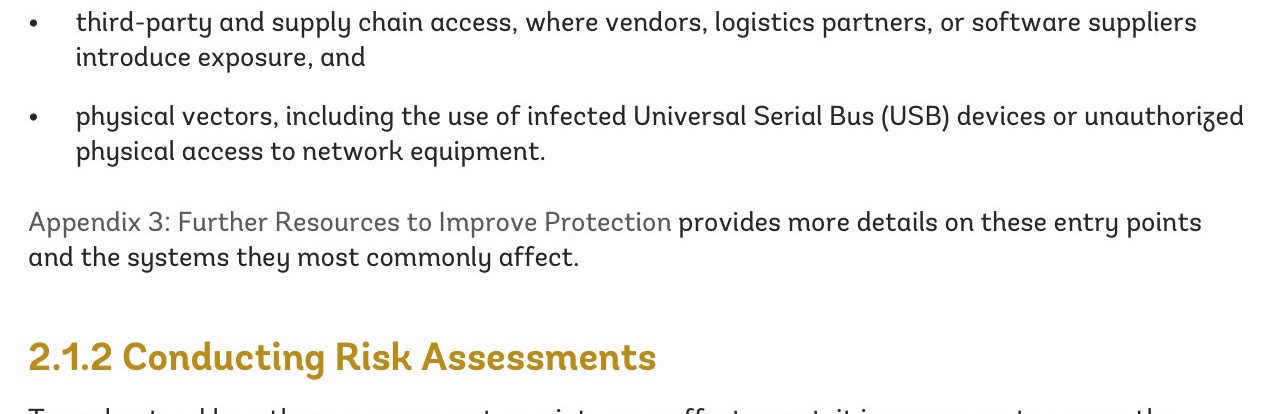 • third-party and supply chain access, where vendors, logistics partners, or software suppliers
introduce exposure, and
• physical vectors, including the use of infected Universal Serial Bus (USB) devices or unauthorized
physical access to network equipment.
Appendix 3: Further Resources to Improve Protection provides more details on these entry points
and the systems they most commonly affect.
2.1.2 Conducting Risk Assessments